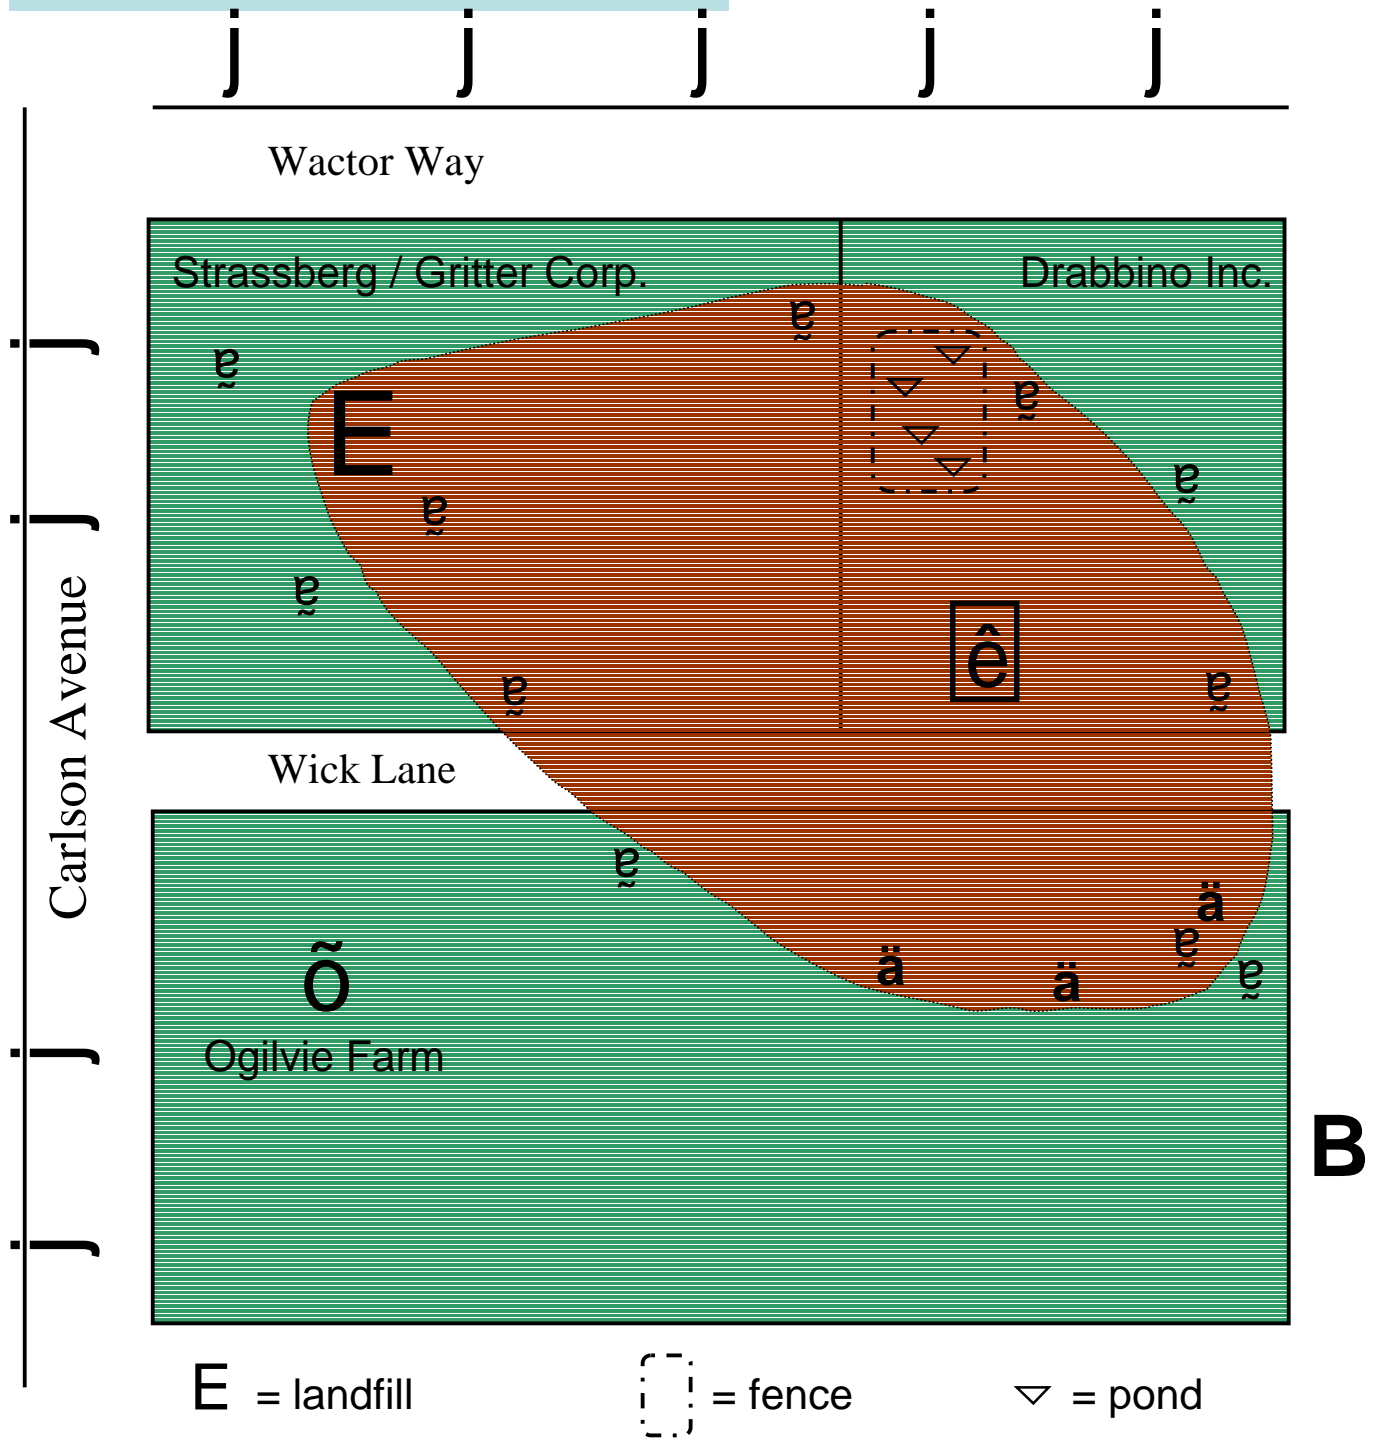 j j j j j
Wactor Way
Strassberg / Gritter Corp.
Drabbino Inc.
j
E
j
ê
Carlson Avenue
Wick Lane
ä
õ
ä
ä
Ogilvie Farm
j
B
j
E = landfill
= fence
= pond